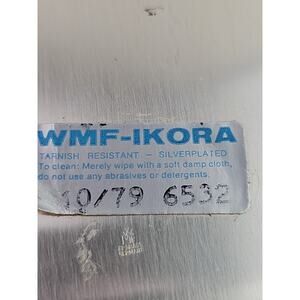 WMF-IKORA
TARNISH RESISTANT - SILVERPLATED
To clean: Merely wipe with a soft damp cloth,
do not use any abrasives or detergents.
10/79 6532